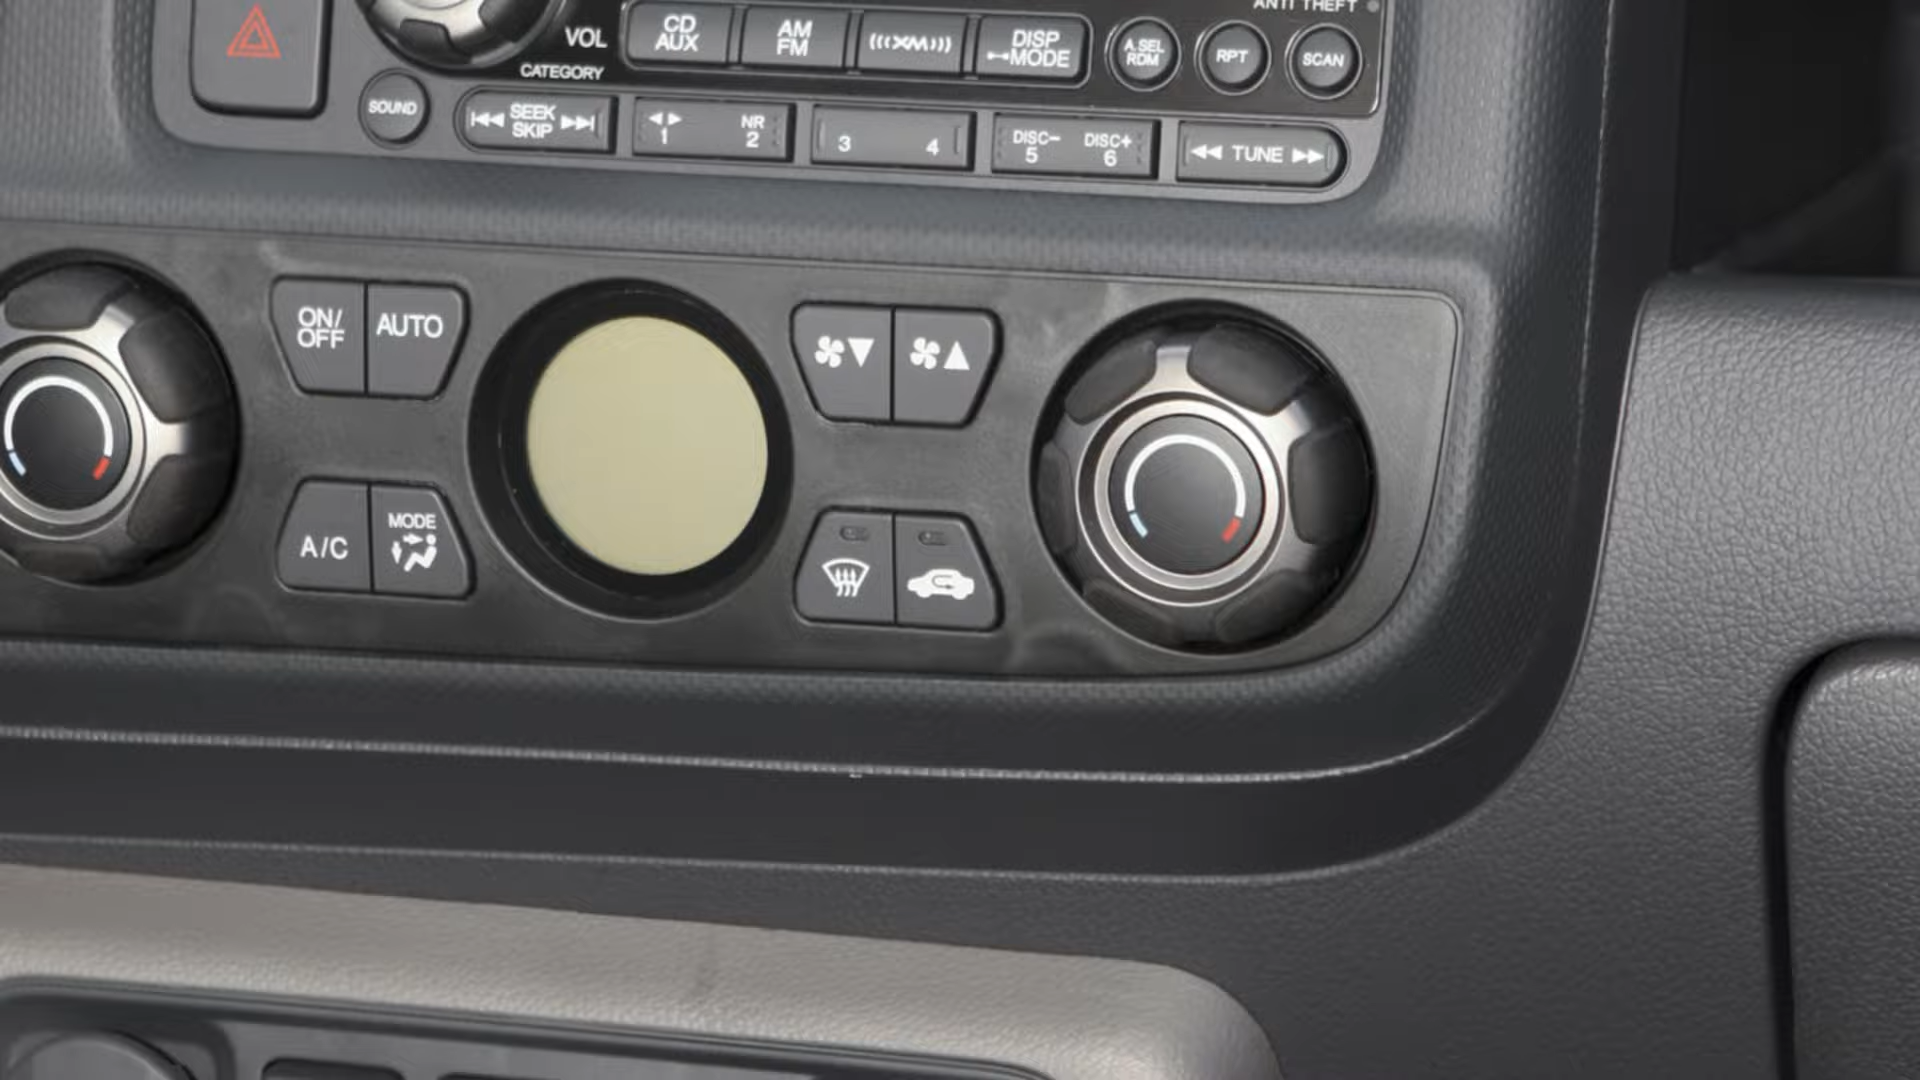 ANTI THEFT
VOL
CATEGORY
CD
AUX
AM
FM
(((XM)))
DISP
MODE
A.SEL
RDM
RPT
SCAN
SOUND
SEEK
SKIP
1
NR
2
3
4
DISC-
5
DISC+
6
TUNE
ON/
OFF
AUTO
A/C
MODE